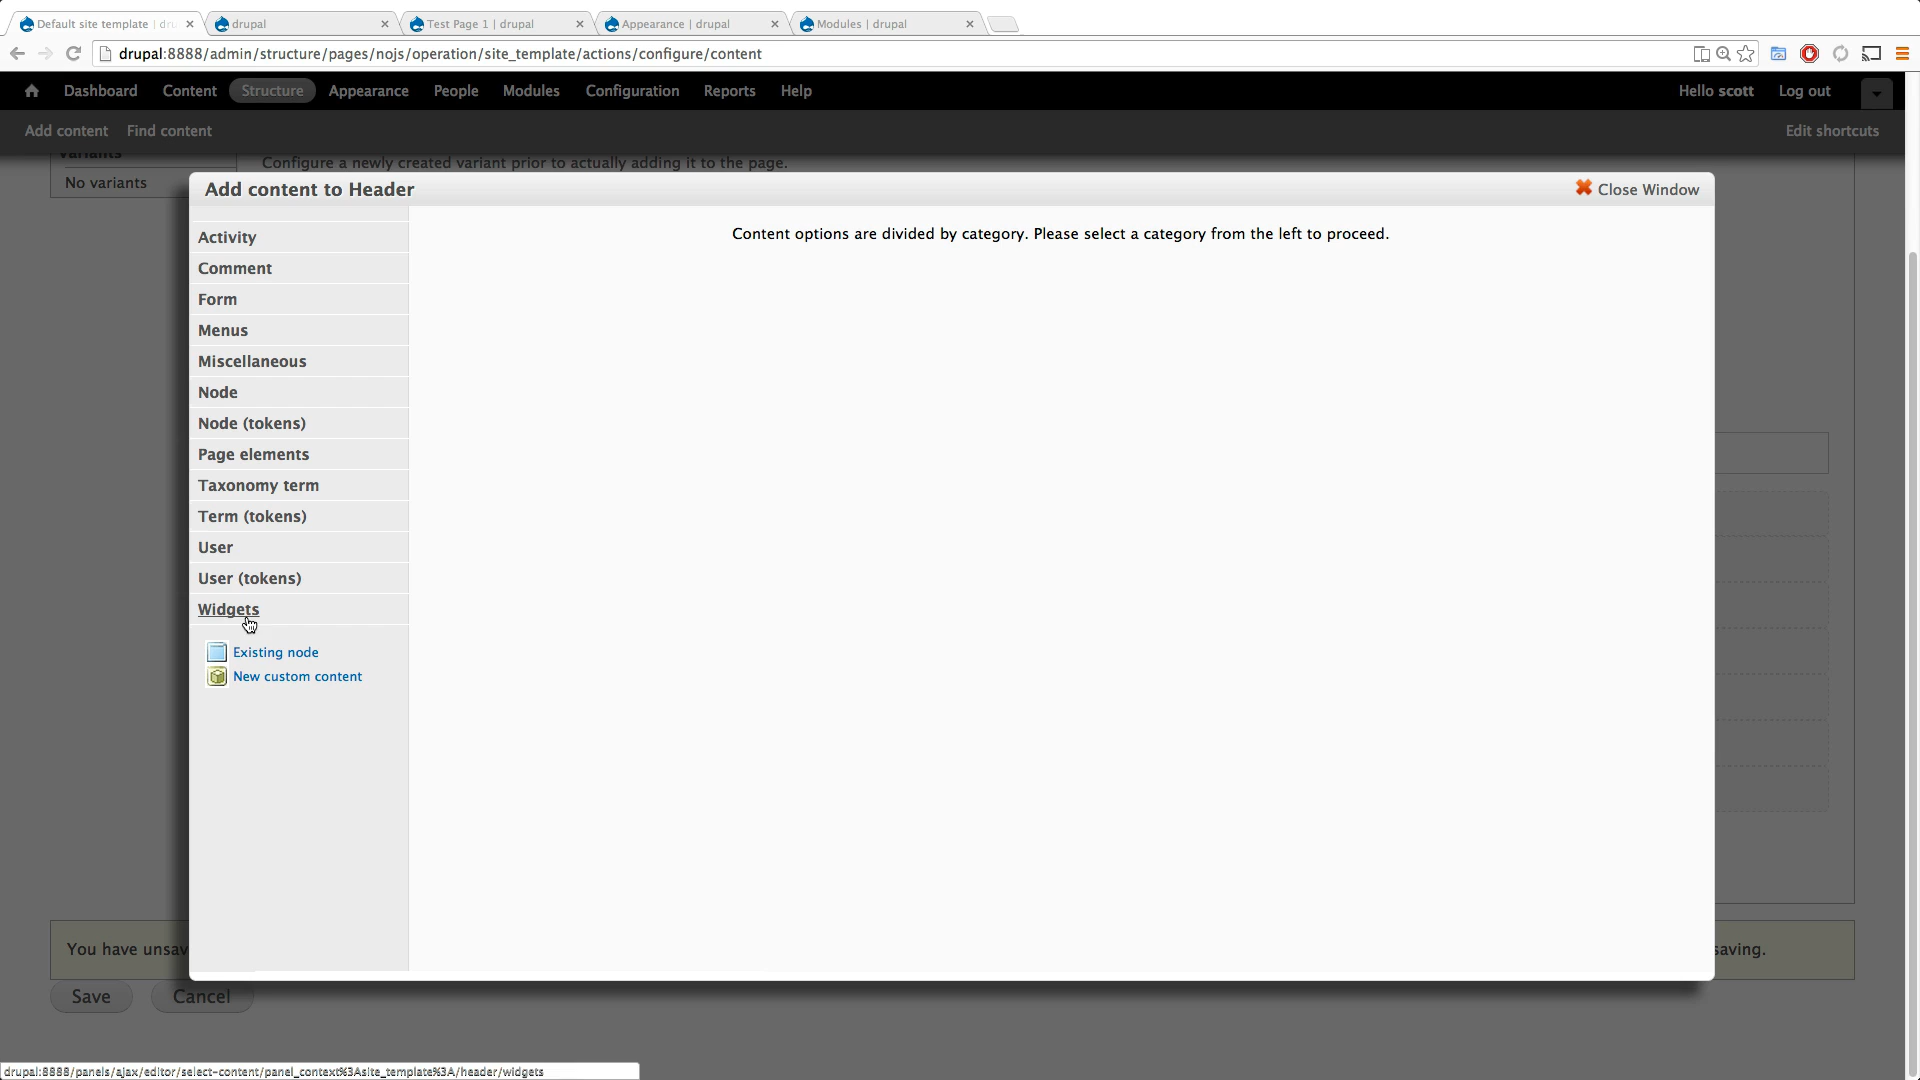 Default site template | dru
drupal
Test Page 1 | drupal
Appearance | drupal
Modules | drupal
drupal:8888/admin/structure/pages/nojs/operation/site_template/actions/configure/content
Dashboard Content Structure Appearance People Modules Configuration Reports Help Hello scott Log out
Add content Find content Edit shortcuts
Variants
Configure a newly created variant prior to actually adding it to the page.
No variants
Add content to Header
Close Window
Content options are divided by category. Please select a category from the left to proceed.
Activity
Comment
Form
Menus
Miscellaneous
Node
Node (tokens)
Page elements
Taxonomy term
Term (tokens)
User
User (tokens)
Widgets
Existing node
New custom content
You have unsav
saving.
Save Cancel
drupal:8888/panels/ajax/editor/select-content/panel_context%3Asite_template%3A/header/widgets